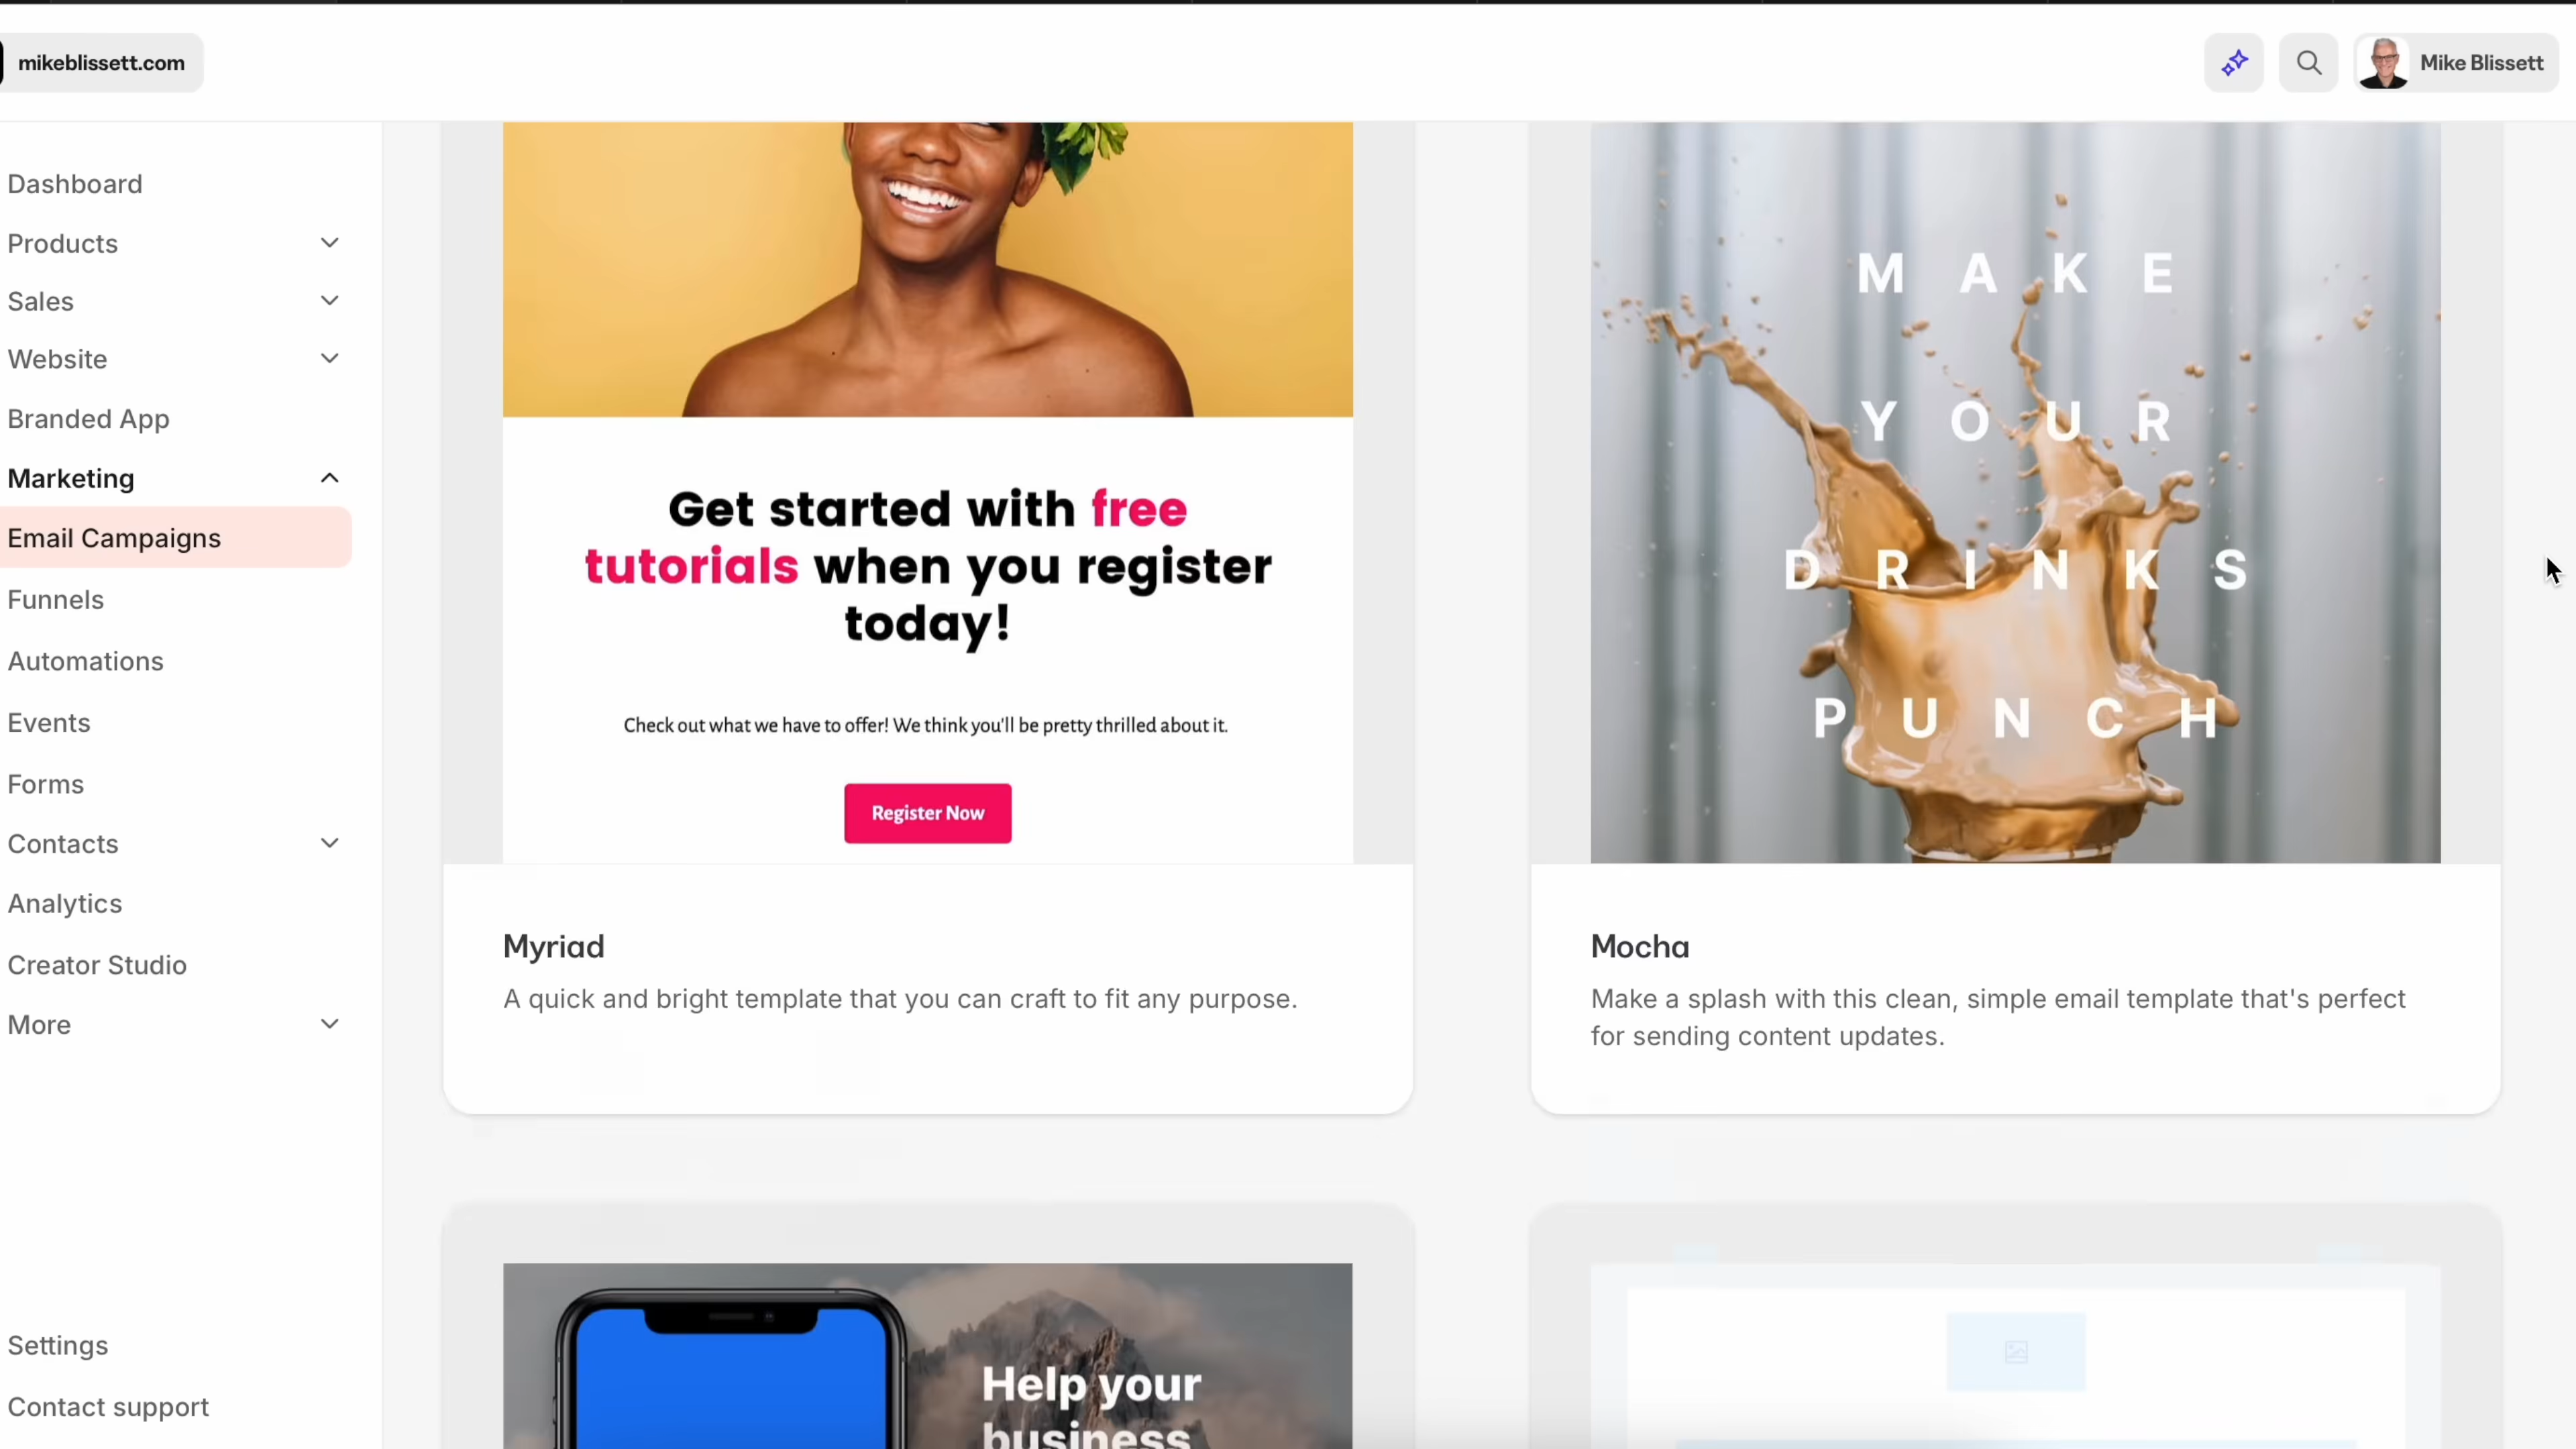 mikeblissett.com
Mike Blissett
Dashboard
Products
Sales
Website
Branded App
Marketing
Email Campaigns
Funnels
Automations
Events
Forms
Contacts
Analytics
Creator Studio
More
Settings
Contact support
Get started with free
tutorials when you register
today!
Check out what we have to offer! We think you'll be pretty thrilled about it.
Register Now
Myriad
A quick and bright template that you can craft to fit any purpose.
MAKE
YOUR
DRINKS
PUNCH
Mocha
Make a splash with this clean, simple email template that's perfect
for sending content updates.
Help your
business